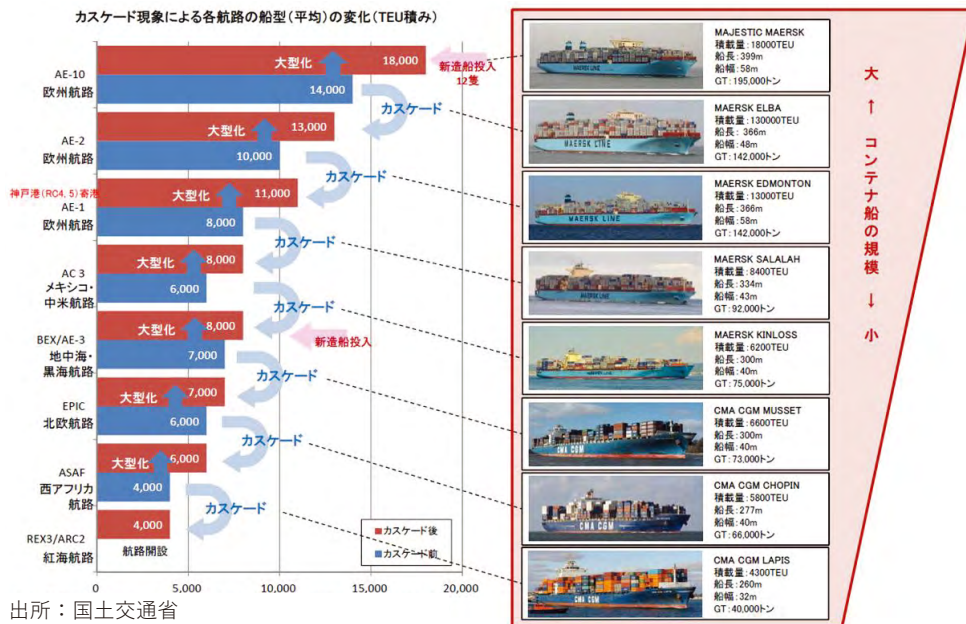 カスケード現象による各航路の船型(平均)の変化(TEU積み)
AE-10
欧州航路
大型化
18,000
14,000
新造船投入
12隻
カスケード
AE-2
欧州航路
大型化
13,000
10,000
カスケード
神戸港(RC4, 5)寄港
AE-1
欧州航路
大型化
11,000
8,000
カスケード
AC 3
メキシコ・
中米航路
大型化
8,000
6,000
カスケード
BEX/AE-3
地中海・
黒海航路
大型化
8,000
7,000
新造船投入
カスケード
EPIC
北欧航路
大型化
7,000
6,000
カスケード
ASAF
西アフリカ
航路
大型化
6,000
4,000
カスケード
REX3/ARC2
紅海航路
4,000
航路開設
カスケード後
カスケード前
0
5,000
10,000
15,000
20,000
出所:国土交通省
MAJESTIC MAERSK
積載量:18000TEU
船長:399m
船幅:58m
GT:195,000トン
MAERSK LINE
MAERSK ELBA
積載量:130000TEU
船長: 366m
船幅:48m
GT:142,000トン
MAERSK LINE
MAERSK EDMONTON
積載量:13000TEU
船長:366m
船幅:58m
GT:142,000トン
MAERSK LINE
MAERSK SALALAH
積載量:8400TEU
船長:334m
船幅:43m
GT:92,000トン
MAERSK LINE
MAERSK KINLOSS
積載量:6200TEU
船長:300m
船幅:40m
GT:75,000トン
MAERSK LINE
CMA CGM MUSSET
積載量:6600TEU
船長:300m
船幅:40m
GT:73,000トン
CMA CGM
CMA CGM CHOPIN
積載量:5800TEU
船長:277m
船幅:40m
GT:66,000トン
CMA CGM
CMA CGM LAPIS
積載量:4300TEU
船長:260m
船幅:32m
GT:40,000トン
CMA CGM
大 ↑ コンテナ船の規模 ↓ 小